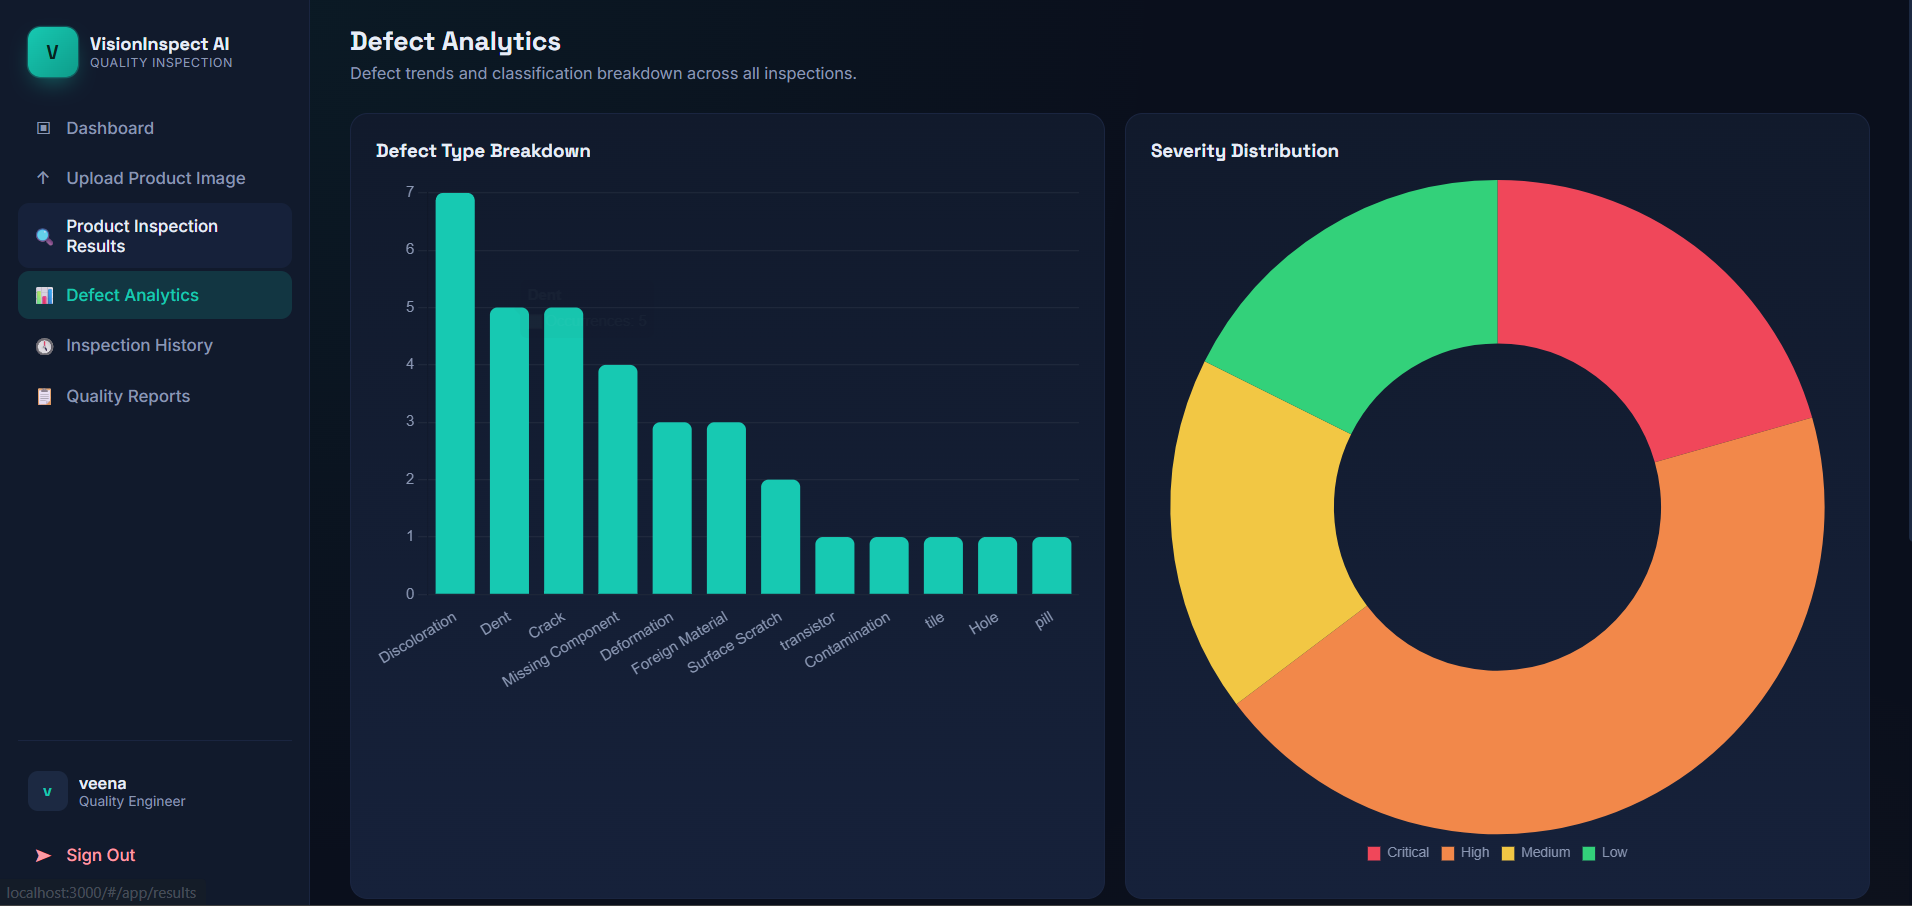 V
VisionInspect AI
QUALITY INSPECTION
Dashboard
Upload Product Image
Product Inspection
Results
Defect Analytics
Inspection History
Quality Reports
v
veena
Quality Engineer
Sign Out
localhost:3000/#/app/results
Defect Analytics
Defect trends and classification breakdown across all inspections.
Defect Type Breakdown
7
6
5
4
3
2
1
0
Dent
Discoloration
Dent
Crack
Missing Component
Deformation
Foreign Material
Surface Scratch
transistor
Contamination
tile
Hole
pill
Severity Distribution
Critical
High
Medium
Low